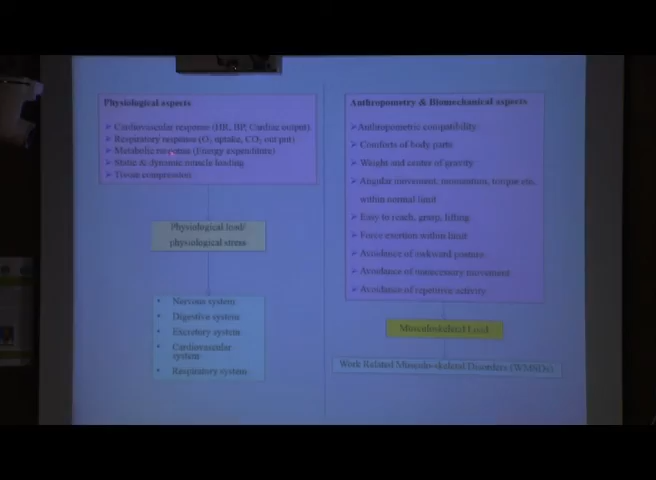 Physiological aspects
➢ Cardiovascular response (HR, BP, Cardiac output)
➢ Respiratory response (O₂ uptake, CO₂ out put)
➢ Metabolic response (Energy expenditure)
➢ Static & dynamic muscle loading
➢ Tissue compression
Physiological load/
physiological stress
• Nervous system
• Digestive system
• Excretory system
• Cardiovascular
system
• Respiratory system
Anthropometry & Biomechanical aspects
➢ Anthropometric compatibility
➢ Comforts of body parts
➢ Weight and center of gravity
➢ Angular movement, momentum, torque etc.
within normal limit
➢ Easy to reach, grasp, lifting
➢ Force exertion within limit
➢ Avoidance of awkward posture
➢ Avoidance of unnecessary movement
➢ Avoidance of repetitive activity
Musculoskeletal Load
Work Related Musculo-skeletal Disorders (WMSDs)